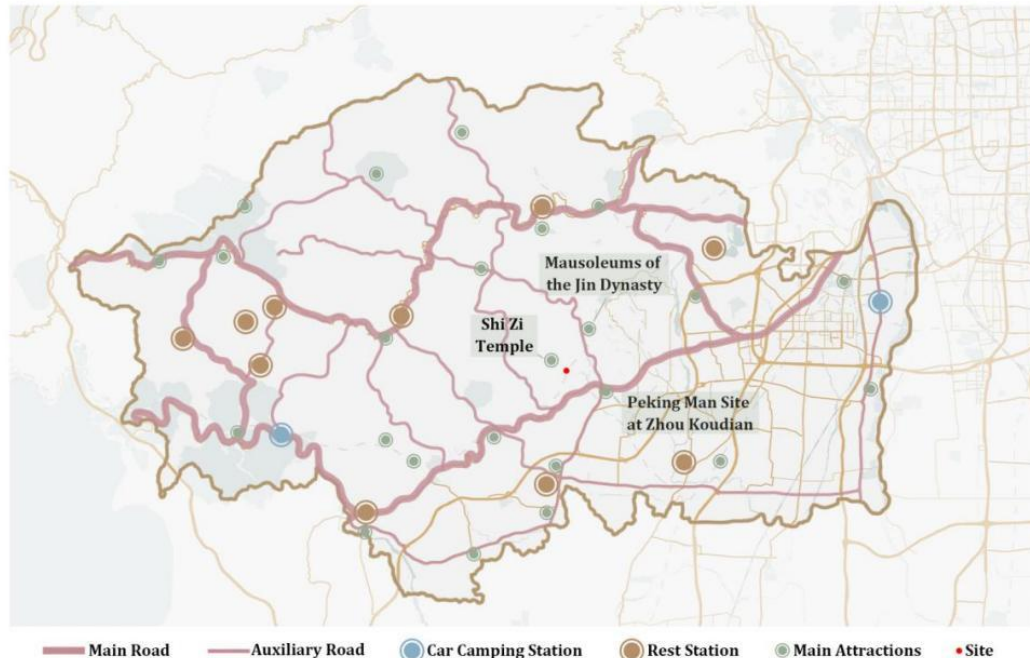 Mausoleums of
the Jin Dynasty
Shi Zi
Temple
Peking Man Site
at Zhou Koudian
Main Road
Auxiliary Road
Car Camping Station
Rest Station
Main Attractions
Site